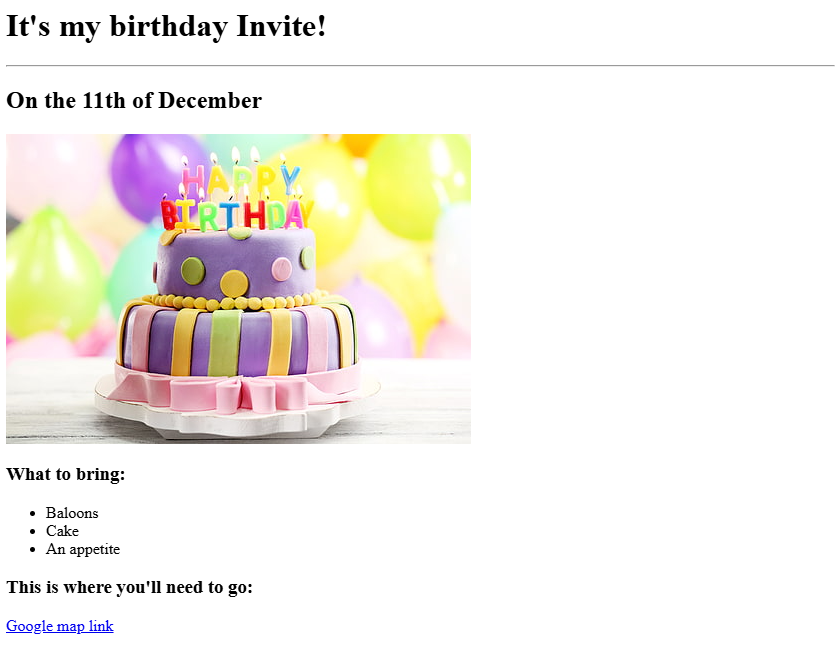 It's my birthday Invite!
On the 11th of December
HAPPY
BIRTHDAY
What to bring:
Baloons
Cake
An appetite
This is where you'll need to go:
Google map link